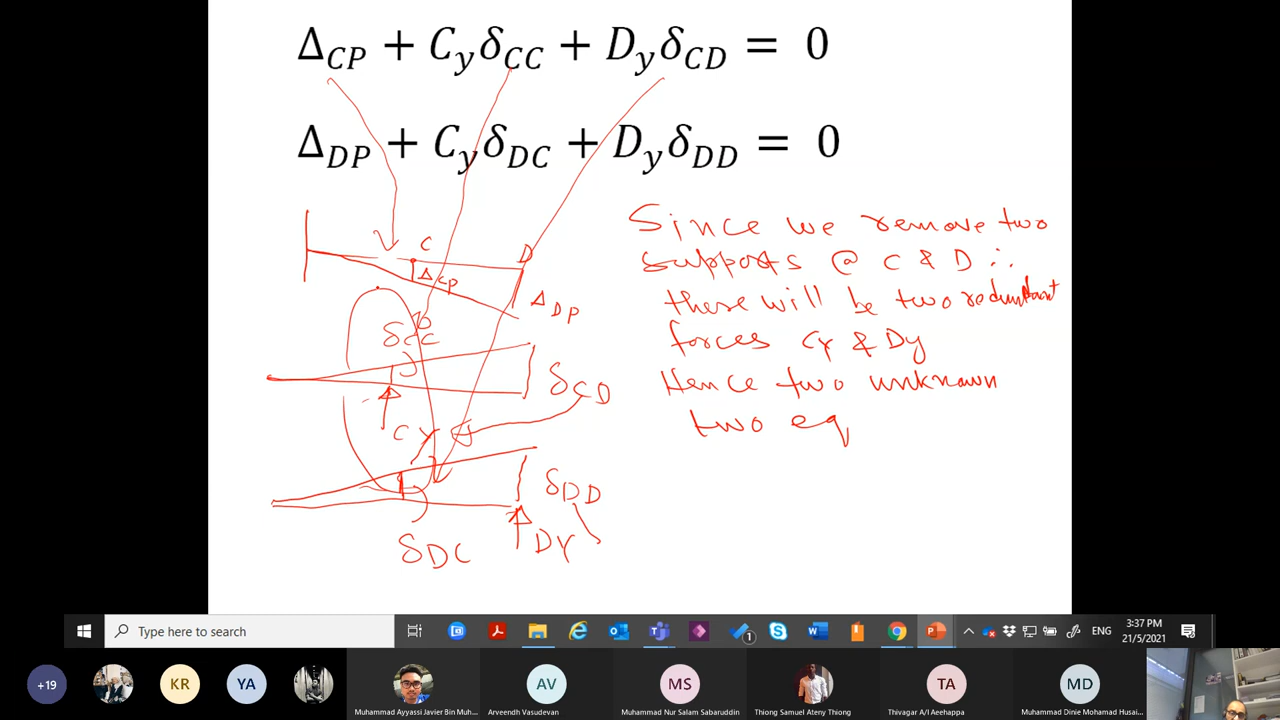 Δ_CP + C_y δ_CC + D_y δ_CD = 0
Δ_DP + C_y δ_DC + D_y δ_DD = 0
C
D
Δ_CP
Δ_DP
δ_CC
δ_CD
CY
δ_DD
δ_DC
DY
Since we remove two
supports @ C & D ∴
there will be two redundant
forces Cy & Dy
Hence two unknown
two eq
Type here to search
1
ENG
3:37 PM
21/5/2021
+19
KR
YA
AV
MS
TA
MD
Muhammad Ayyassi Javier Bin Muh...
Arveendh Vasudevan
Muhammad Nur Salam Sabaruddin
Thiong Samuel Ateny Thiong
Thivagar A/l Aeehappa
Muhammad Dinie Mohamad Husai...